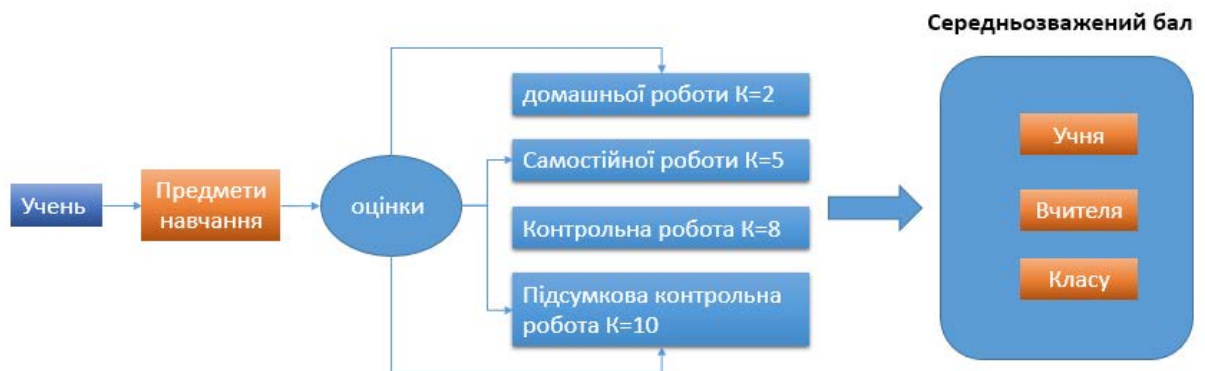 Середньозважений бал
домашньої роботи К=2
Самостійної роботи К=5
Контрольна робота К=8
Підсумкова контрольна
робота К=10
Учень
Предмети
навчання
оцінки
Учня
Вчителя
Класу